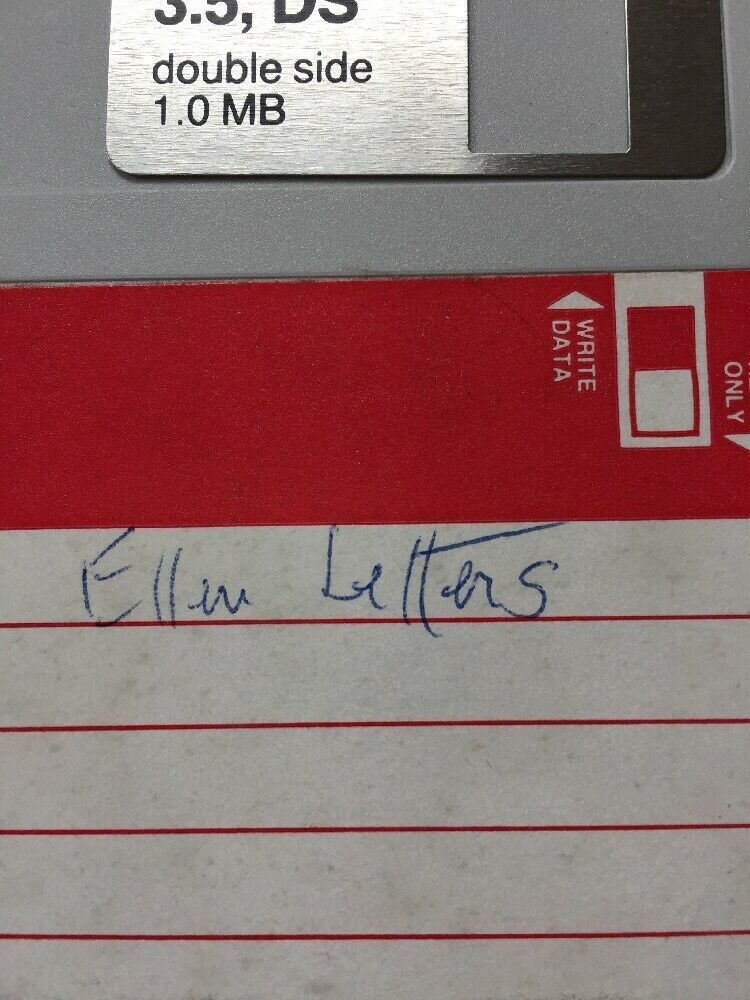 3.5, DS
double side
1.0 MB
WRITE
DATA
ONLY
Ellen Letters